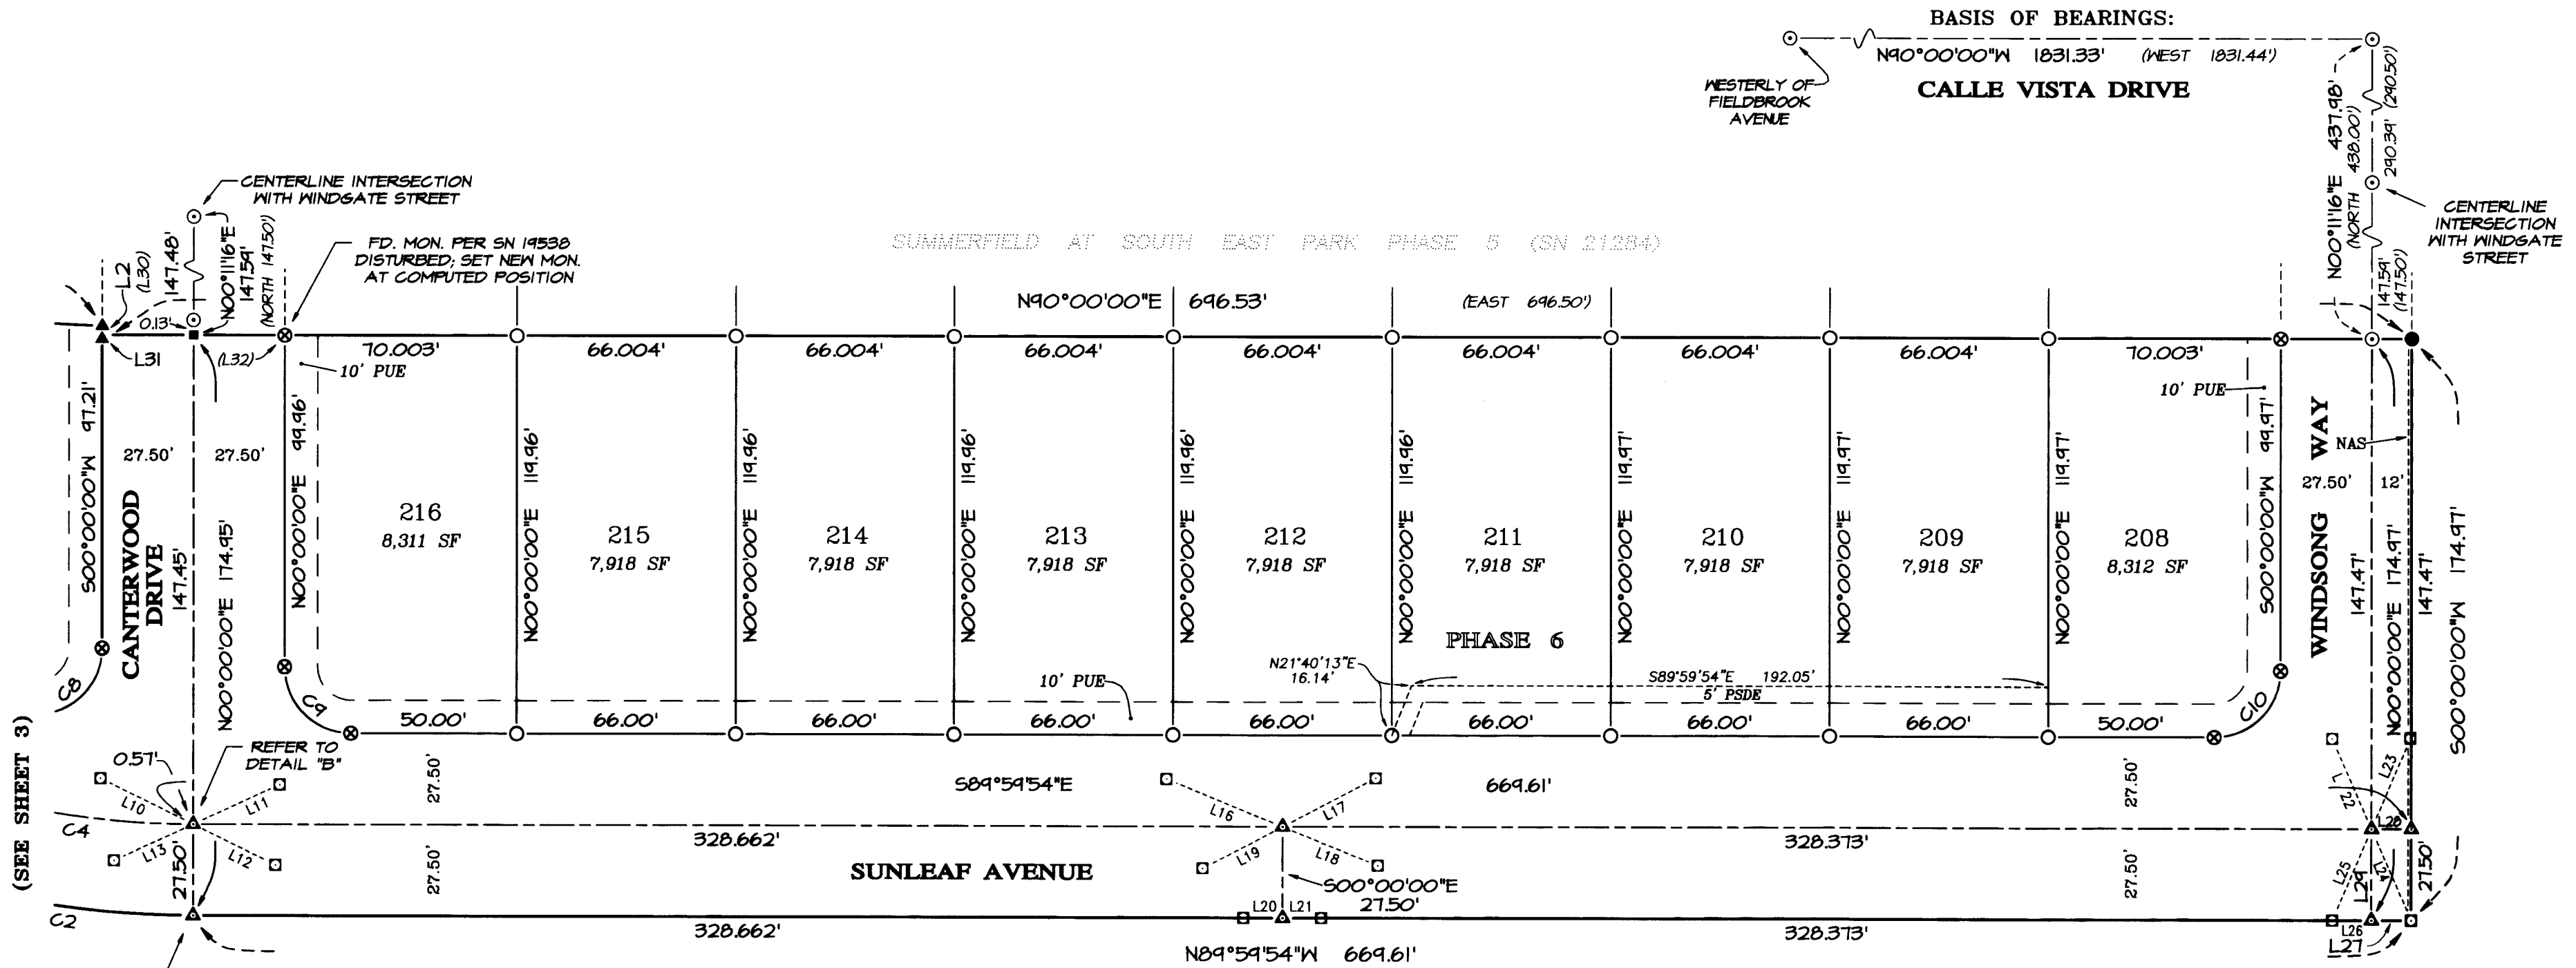 BASIS OF BEARINGS:
N90°00'00"W 1831.33' (WEST 1831.44')
CALLE VISTA DRIVE
WESTERLY OF
FIELDBROOK
AVENUE
N00°11'16"E 437.98'
(NORTH 438.00')
290.39' (290.50')
CENTERLINE
INTERSECTION
WITH WINDGATE
STREET
147.59'
(147.50')
CENTERLINE INTERSECTION
WITH WINDGATE STREET
FD. MON. PER SN 19538
DISTURBED; SET NEW MON.
AT COMPUTED POSITION
SUMMERFIELD AT SOUTH EAST PARK PHASE 5 (SN 21284)
N90°00'00"E 696.53' (EAST 696.50')
L2
(L30)
147.48'
N00°11'16"E
147.59'
(NORTH 147.50')
0.13'
L31
(L32)
70.003'
66.004'
66.004'
66.004'
66.004'
66.004'
66.004'
66.004'
70.003'
10' PUE
10' PUE
S00°00'00"W 97.21'
27.50'
27.50'
CANTERWOOD
DRIVE
147.45'
N00°00'00"E 174.95'
N00°00'00"E 99.96'
216
8,311 SF
N00°00'00"E 119.96'
215
7,918 SF
N00°00'00"E 119.96'
214
7,918 SF
N00°00'00"E 119.96'
213
7,918 SF
N00°00'00"E 119.96'
212
7,918 SF
N00°00'00"E 119.96'
211
7,918 SF
N00°00'00"E 119.97'
210
7,918 SF
N00°00'00"E 119.97'
209
7,918 SF
N00°00'00"E 119.97'
208
8,312 SF
S00°00'00"W 99.97'
WINDSONG WAY
NAS
27.50'
12'
147.47'
N00°00'00"E 174.97'
147.47'
S00°00'00"W 174.97'
PHASE 6
N21°40'13"E
16.14'
S89°59'54"E 192.05'
5' PSDE
10' PUE
C8
C9
C10
50.00'
66.00'
66.00'
66.00'
66.00'
66.00'
66.00'
66.00'
50.00'
(SEE SHEET 3)
REFER TO
DETAIL "B"
0.57'
L10
L11
L12
L13
C4
C2
27.50'
27.50'
27.50'
S89°59'54"E 669.61'
L16
L17
L18
L19
328.662'
328.373'
SUNLEAF AVENUE
S00°00'00"E
27.50'
L20
L21
27.50'
27.50'
L22
L23
L28
L25
L29
27.50'
L26
L27
328.662'
328.373'
N89°59'54"W 669.61'